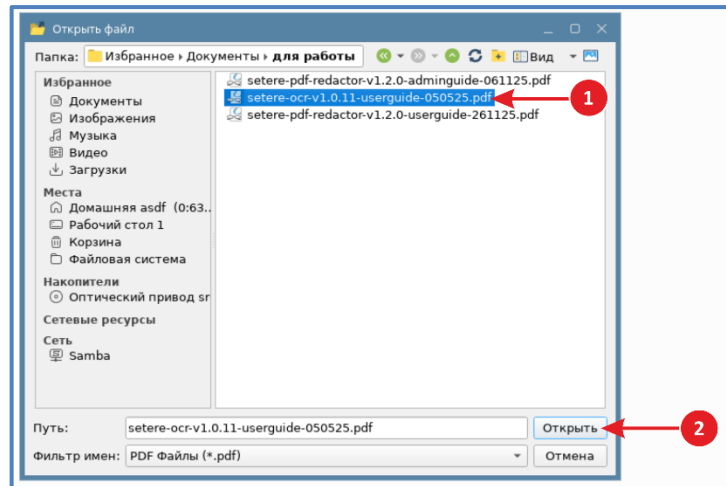 Открыть файл
Папка: Избранное › Документы › для работы Вид
Избранное
Документы
Изображения
Музыка
Видео
Загрузки
Места
Домашняя asdf (0:63..
Рабочий стол 1
Корзина
Файловая система
Накопители
Оптический привод sr
Сетевые ресурсы
Сеть
Samba
setere-pdf-redactor-v1.2.0-adminguide-061125.pdf
setere-ocr-v1.0.11-userguide-050525.pdf 1
setere-pdf-redactor-v1.2.0-userguide-261125.pdf
Путь: setere-ocr-v1.0.11-userguide-050525.pdf Открыть 2
Фильтр имен: PDF Файлы (*.pdf) Отмена